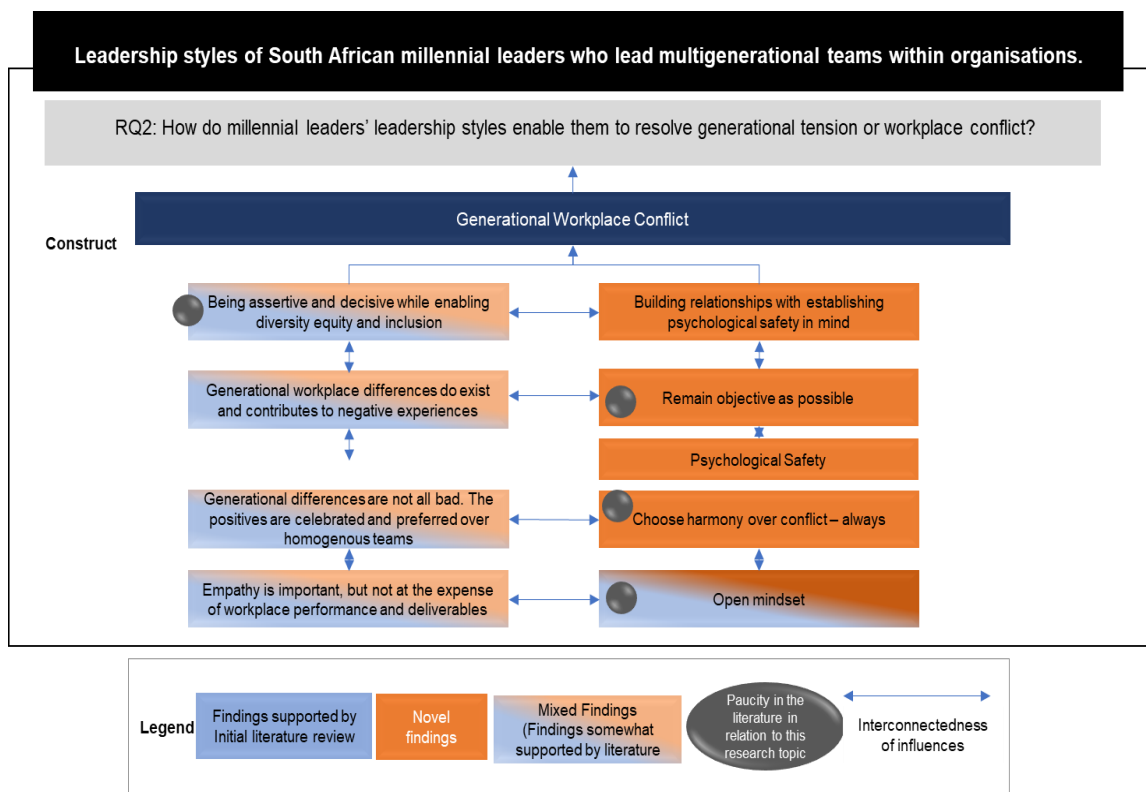 Leadership styles of South African millennial leaders who lead multigenerational teams within organisations.
RQ2: How do millennial leaders' leadership styles enable them to resolve generational tension or workplace conflict?
Generational Workplace Conflict
Construct
Being assertive and decisive while enabling
diversity equity and inclusion
Building relationships with establishing
psychological safety in mind
Generational workplace differences do exist
and contributes to negative experiences
Remain objective as possible
Psychological Safety
Generational differences are not all bad. The
positives are celebrated and preferred over
homogenous teams
Choose harmony over conflict – always
Empathy is important, but not at the expense
of workplace performance and deliverables
Open mindset
Legend
Findings supported by
Initial literature review
Novel
findings
Mixed Findings
(Findings somewhat
supported by literature
Paucity in the
literature in
relation to this
research topic
Interconnectedness
of influences